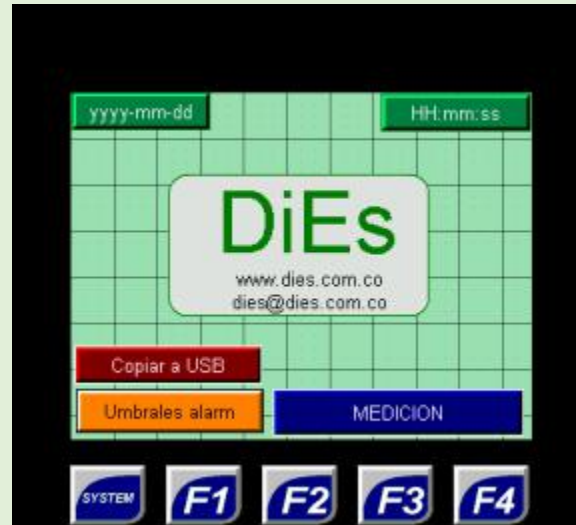 yyyy-mm-dd
HH:mm:ss
DiEs
www.dies.com.co
dies@dies.com.co
Copiar a USB
Umbrales alarm
MEDICION
SYSTEM
F1
F2
F3
F4